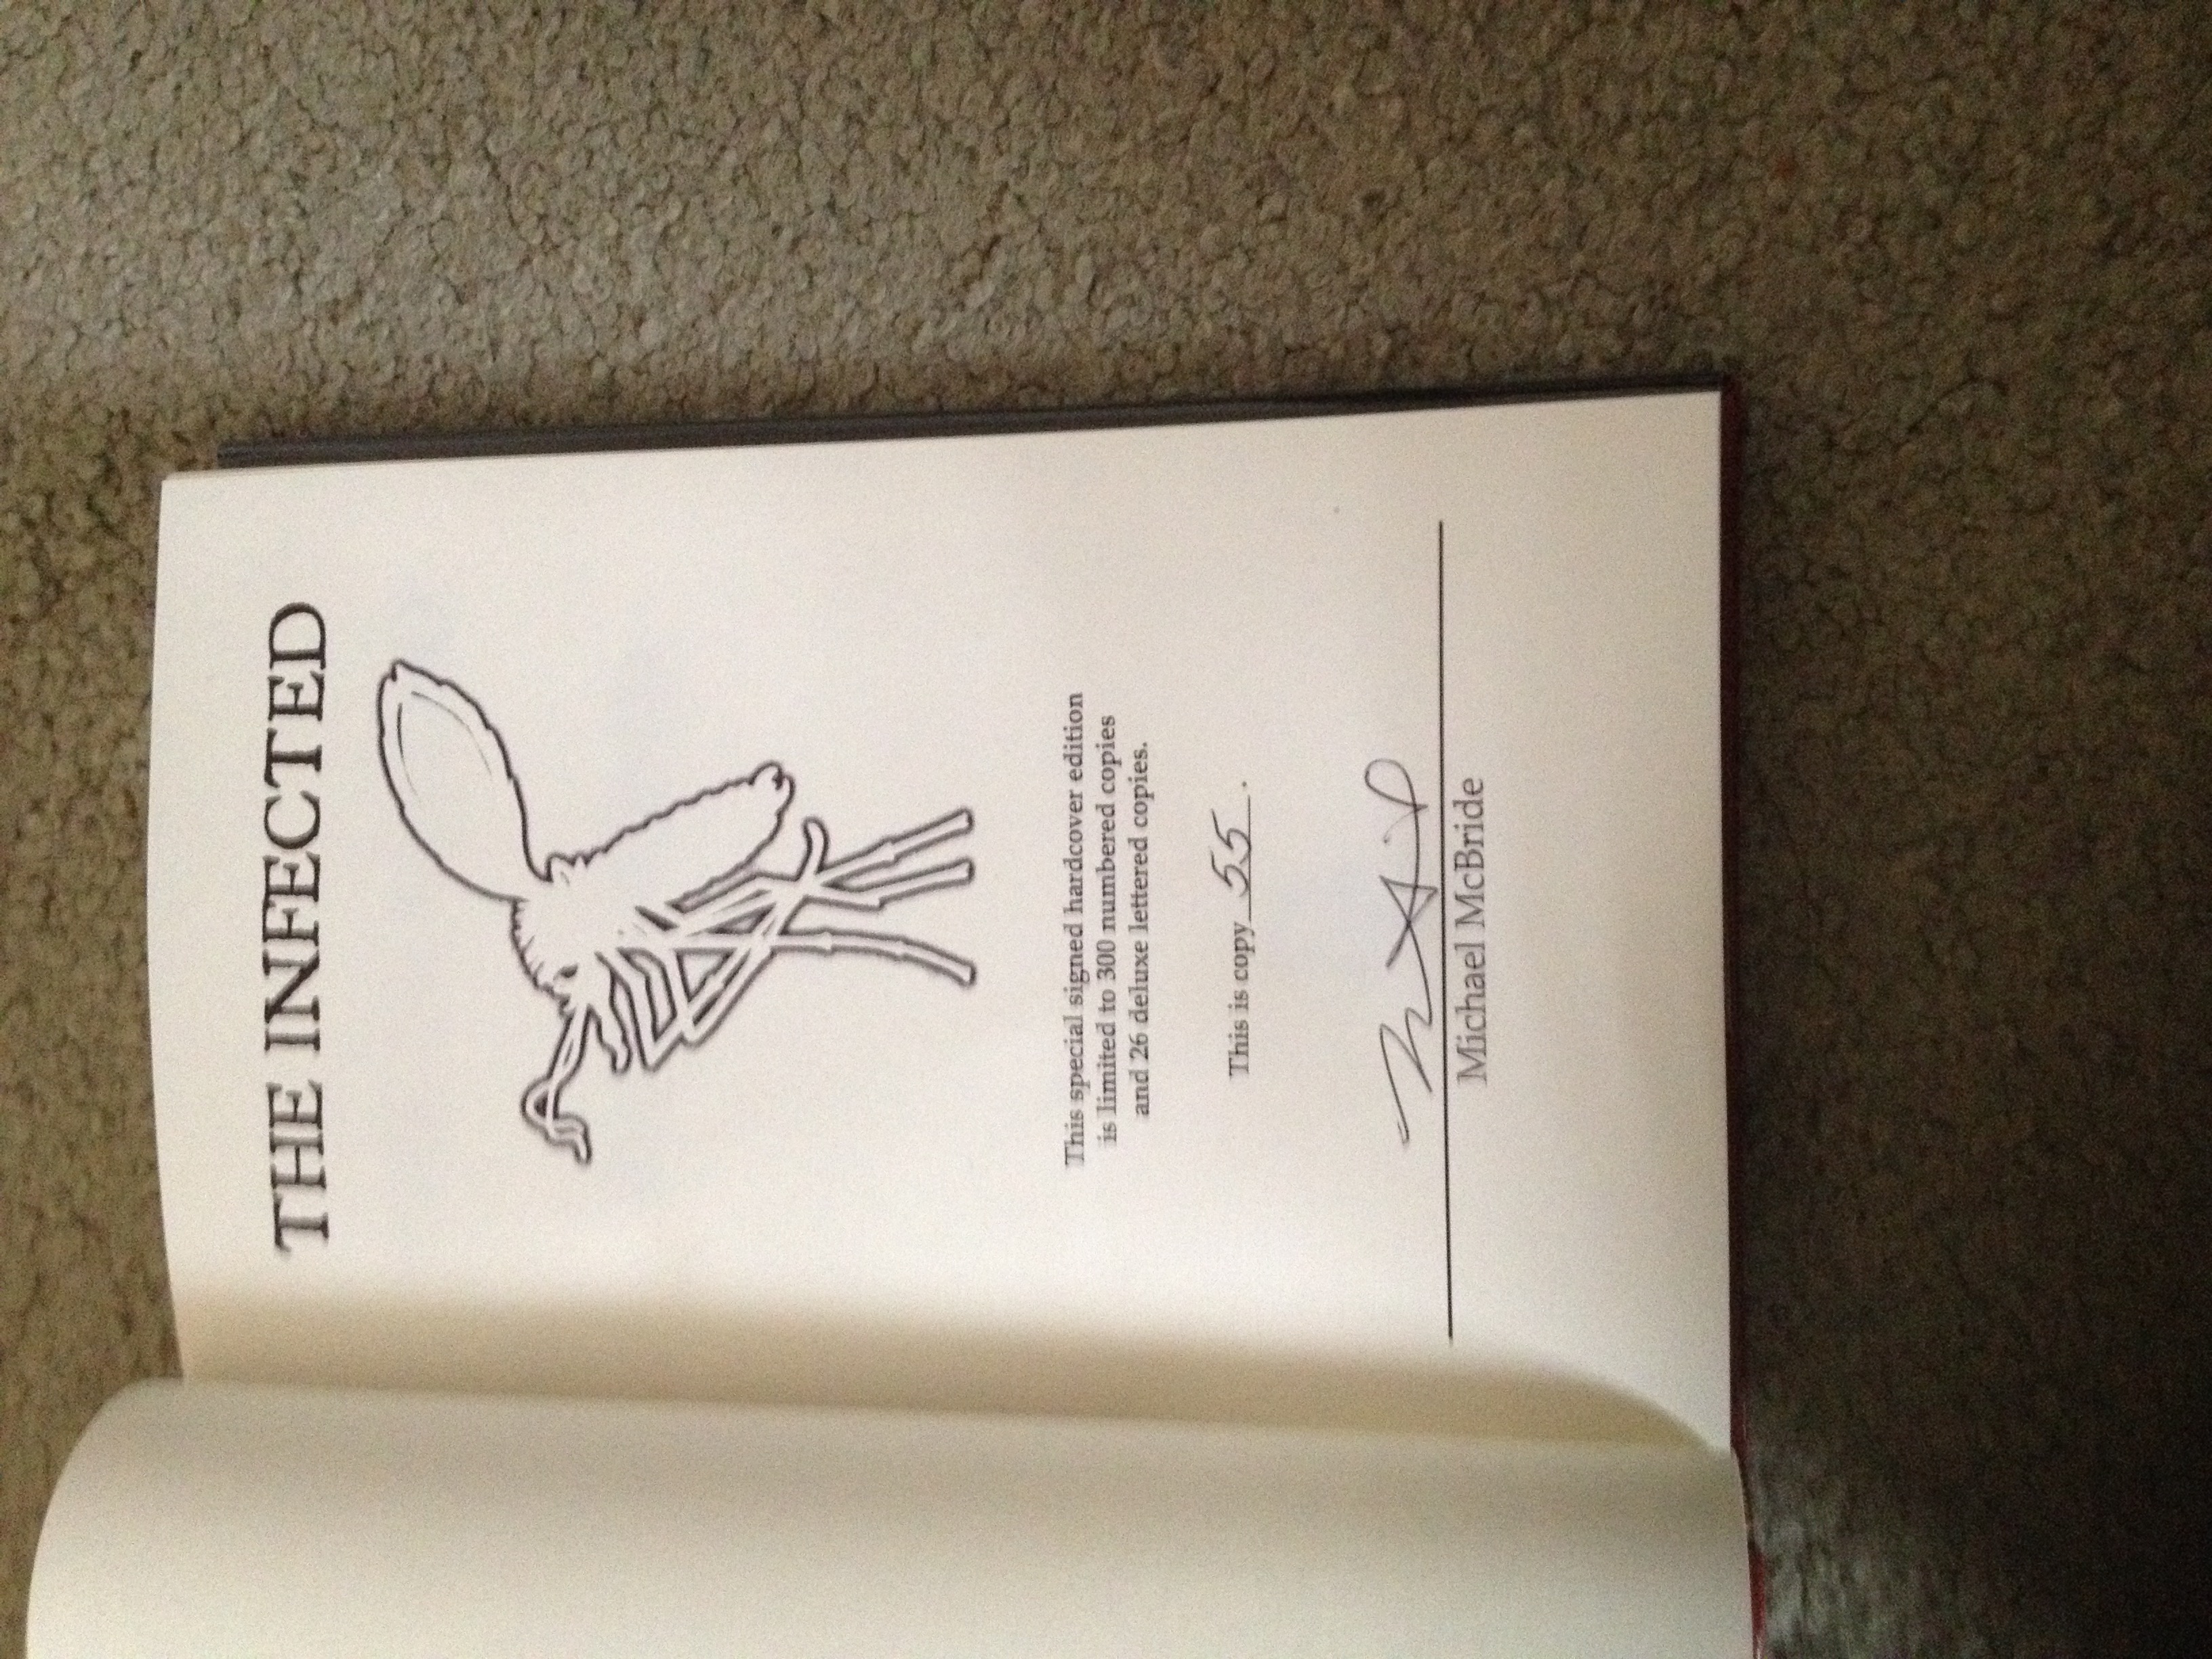 THE INFECTED
This special signed hardcover edition
is limited to 300 numbered copies
and 26 deluxe lettered copies.
This is copy 55.
Michael McBride